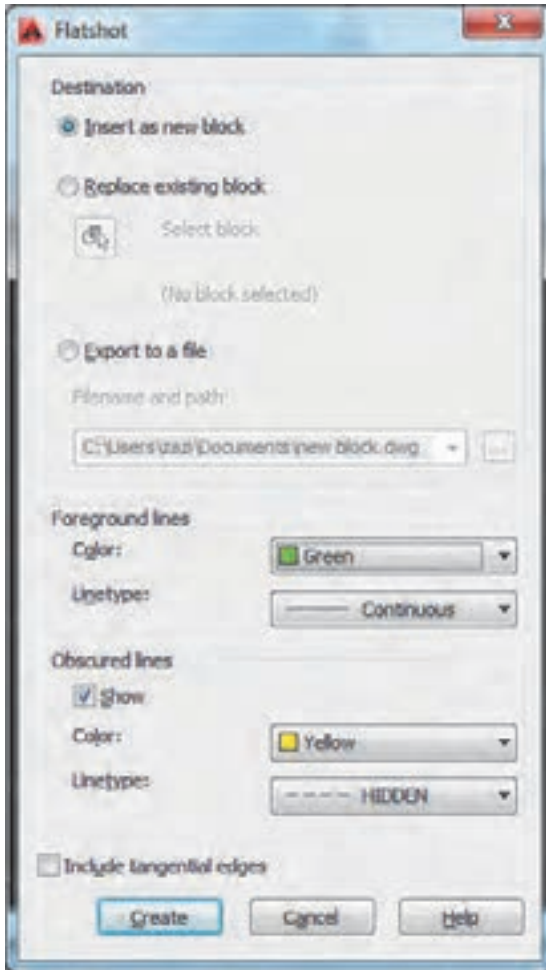 Flatshot
Destination
Insert as new block
Replace existing block
Select block
(No block selected)
Export to a file
Filename and path:
C:\Users\zazi\Documents\new block.dwg
...
Foreground lines
Color:
Green
Linetype:
Continuous
Obscured lines
Show
Color:
Yellow
Linetype:
HIDDEN
Include tangential edges
Create
Cancel
Help